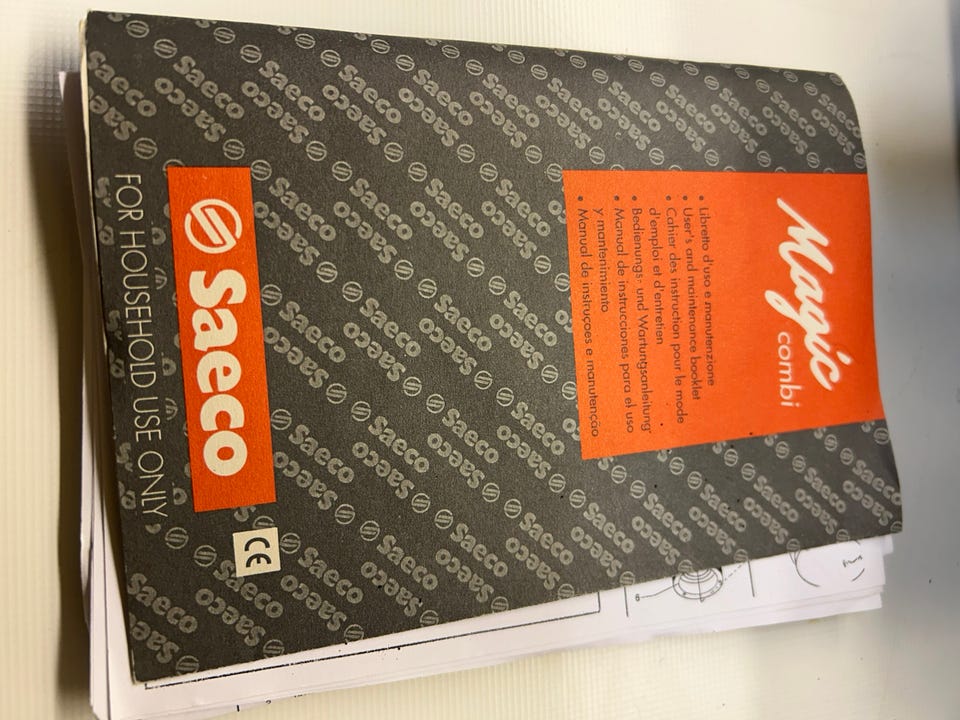 Magic
combi
• Libretto d'uso e manutenzione
• User's and maintenance booklet
• Cahier des instruction pour le mode
d'emploi et d'entretien
• Bedienungs- und Wartungsanleitung
• Manual de instrucciones para el uso
y mantenimiento
• Manual de instruçoes e manutenção
Saeco
CE
FOR HOUSEHOLD USE ONLY